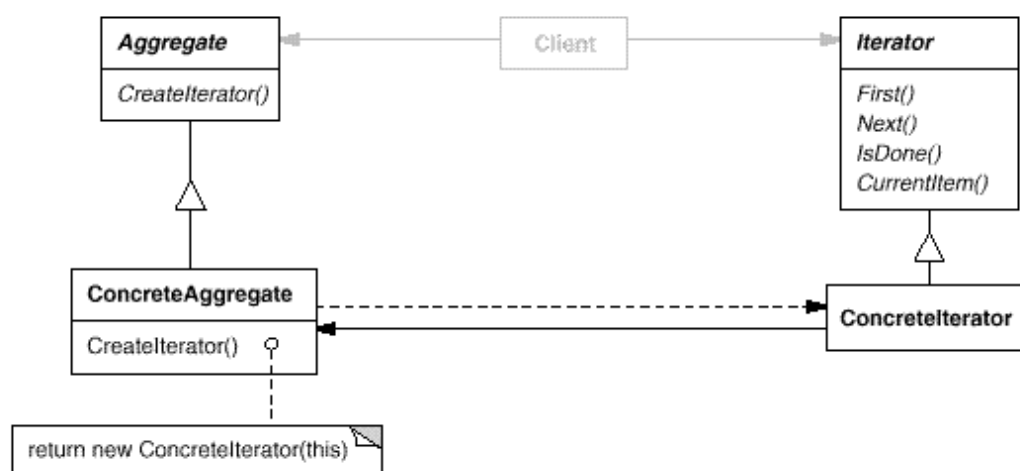 Aggregate
CreateIterator()
Client
Iterator
First()
Next()
IsDone()
CurrentItem()
ConcreteAggregate
CreateIterator()
ConcreteIterator
return new ConcreteIterator(this)